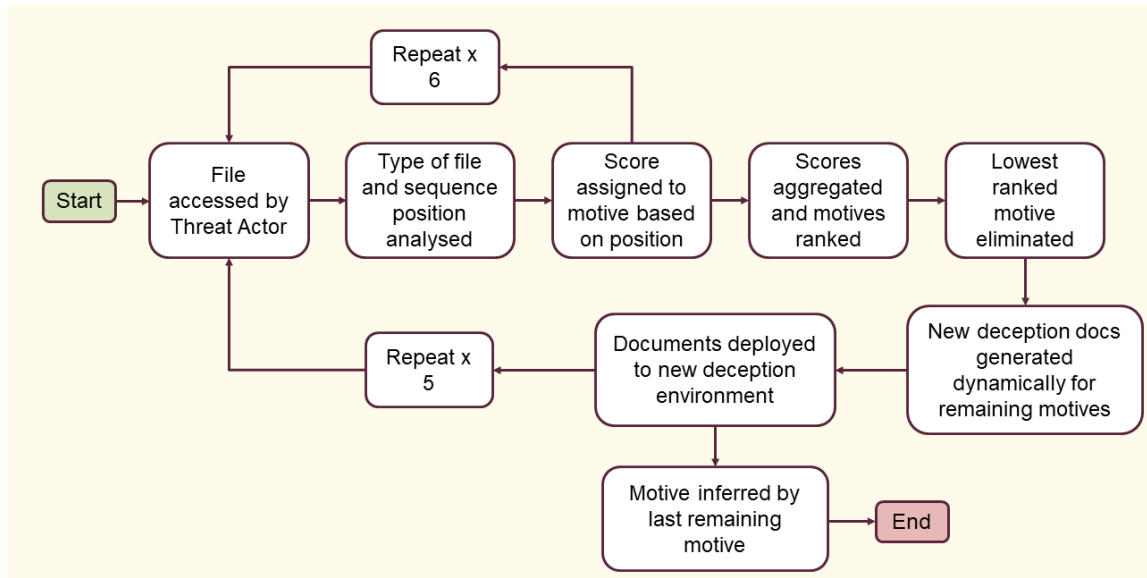 Repeat x
6
Start
File
accessed by
Threat Actor
Type of file
and sequence
position
analysed
Score
assigned to
motive based
on position
Scores
aggregated
and motives
ranked
Lowest
ranked
motive
eliminated
New deception docs
generated
dynamically for
remaining motives
Documents deployed
to new deception
environment
Repeat x
5
Motive inferred by
last remaining
motive
End